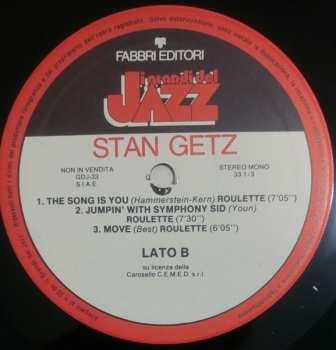 FABBRI EDITORI
i grandi del
JAZZ
STAN GETZ
NON IN VENDITA
GDJ-33
S.I.A.E.
STEREO MONO
33 1/3
1. THE SONG IS YOU (Hammerstein-Kern) ROULETTE (7'05")
2. JUMPIN' WITH SYMPHONY SID (Youn)
ROULETTE (7'30")
3. MOVE (Best) ROULETTE (6'05")
LATO B
su licenza della
Carosello C.E.M.E.D. s.r.l.